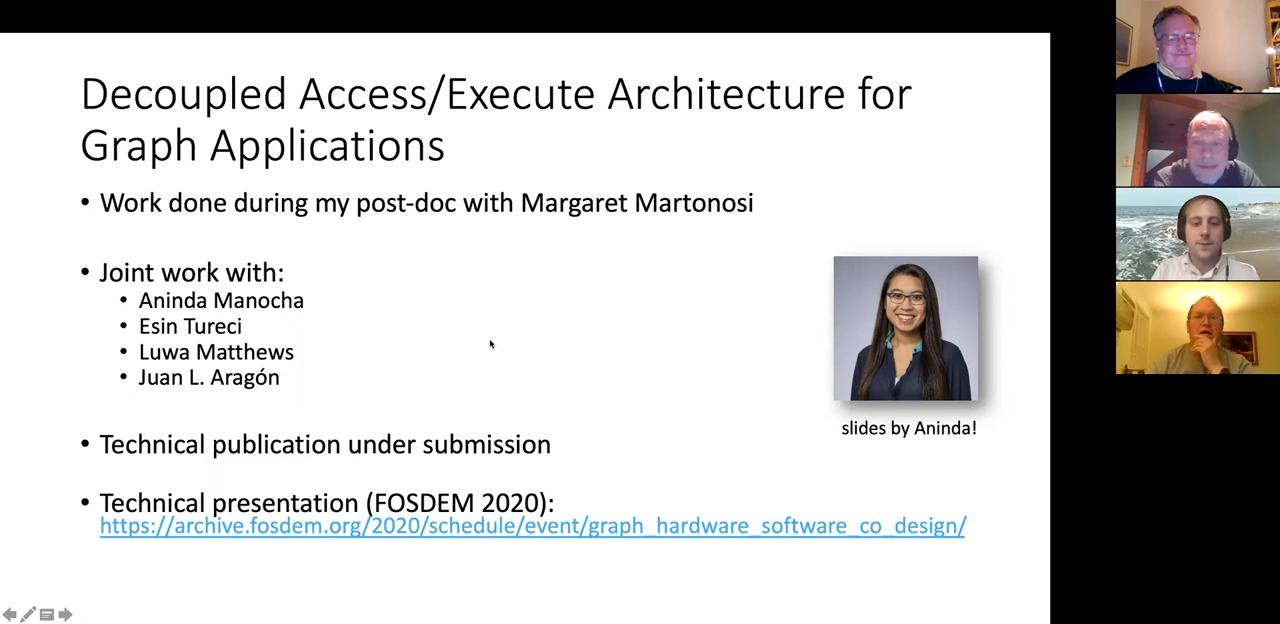 Decoupled Access/Execute Architecture for
Graph Applications
• Work done during my post-doc with Margaret Martonosi
• Joint work with:
• Aninda Manocha
• Esin Tureci
• Luwa Matthews
• Juan L. Aragón
slides by Aninda!
• Technical publication under submission
• Technical presentation (FOSDEM 2020):
https://archive.fosdem.org/2020/schedule/event/graph_hardware_software_co_design/